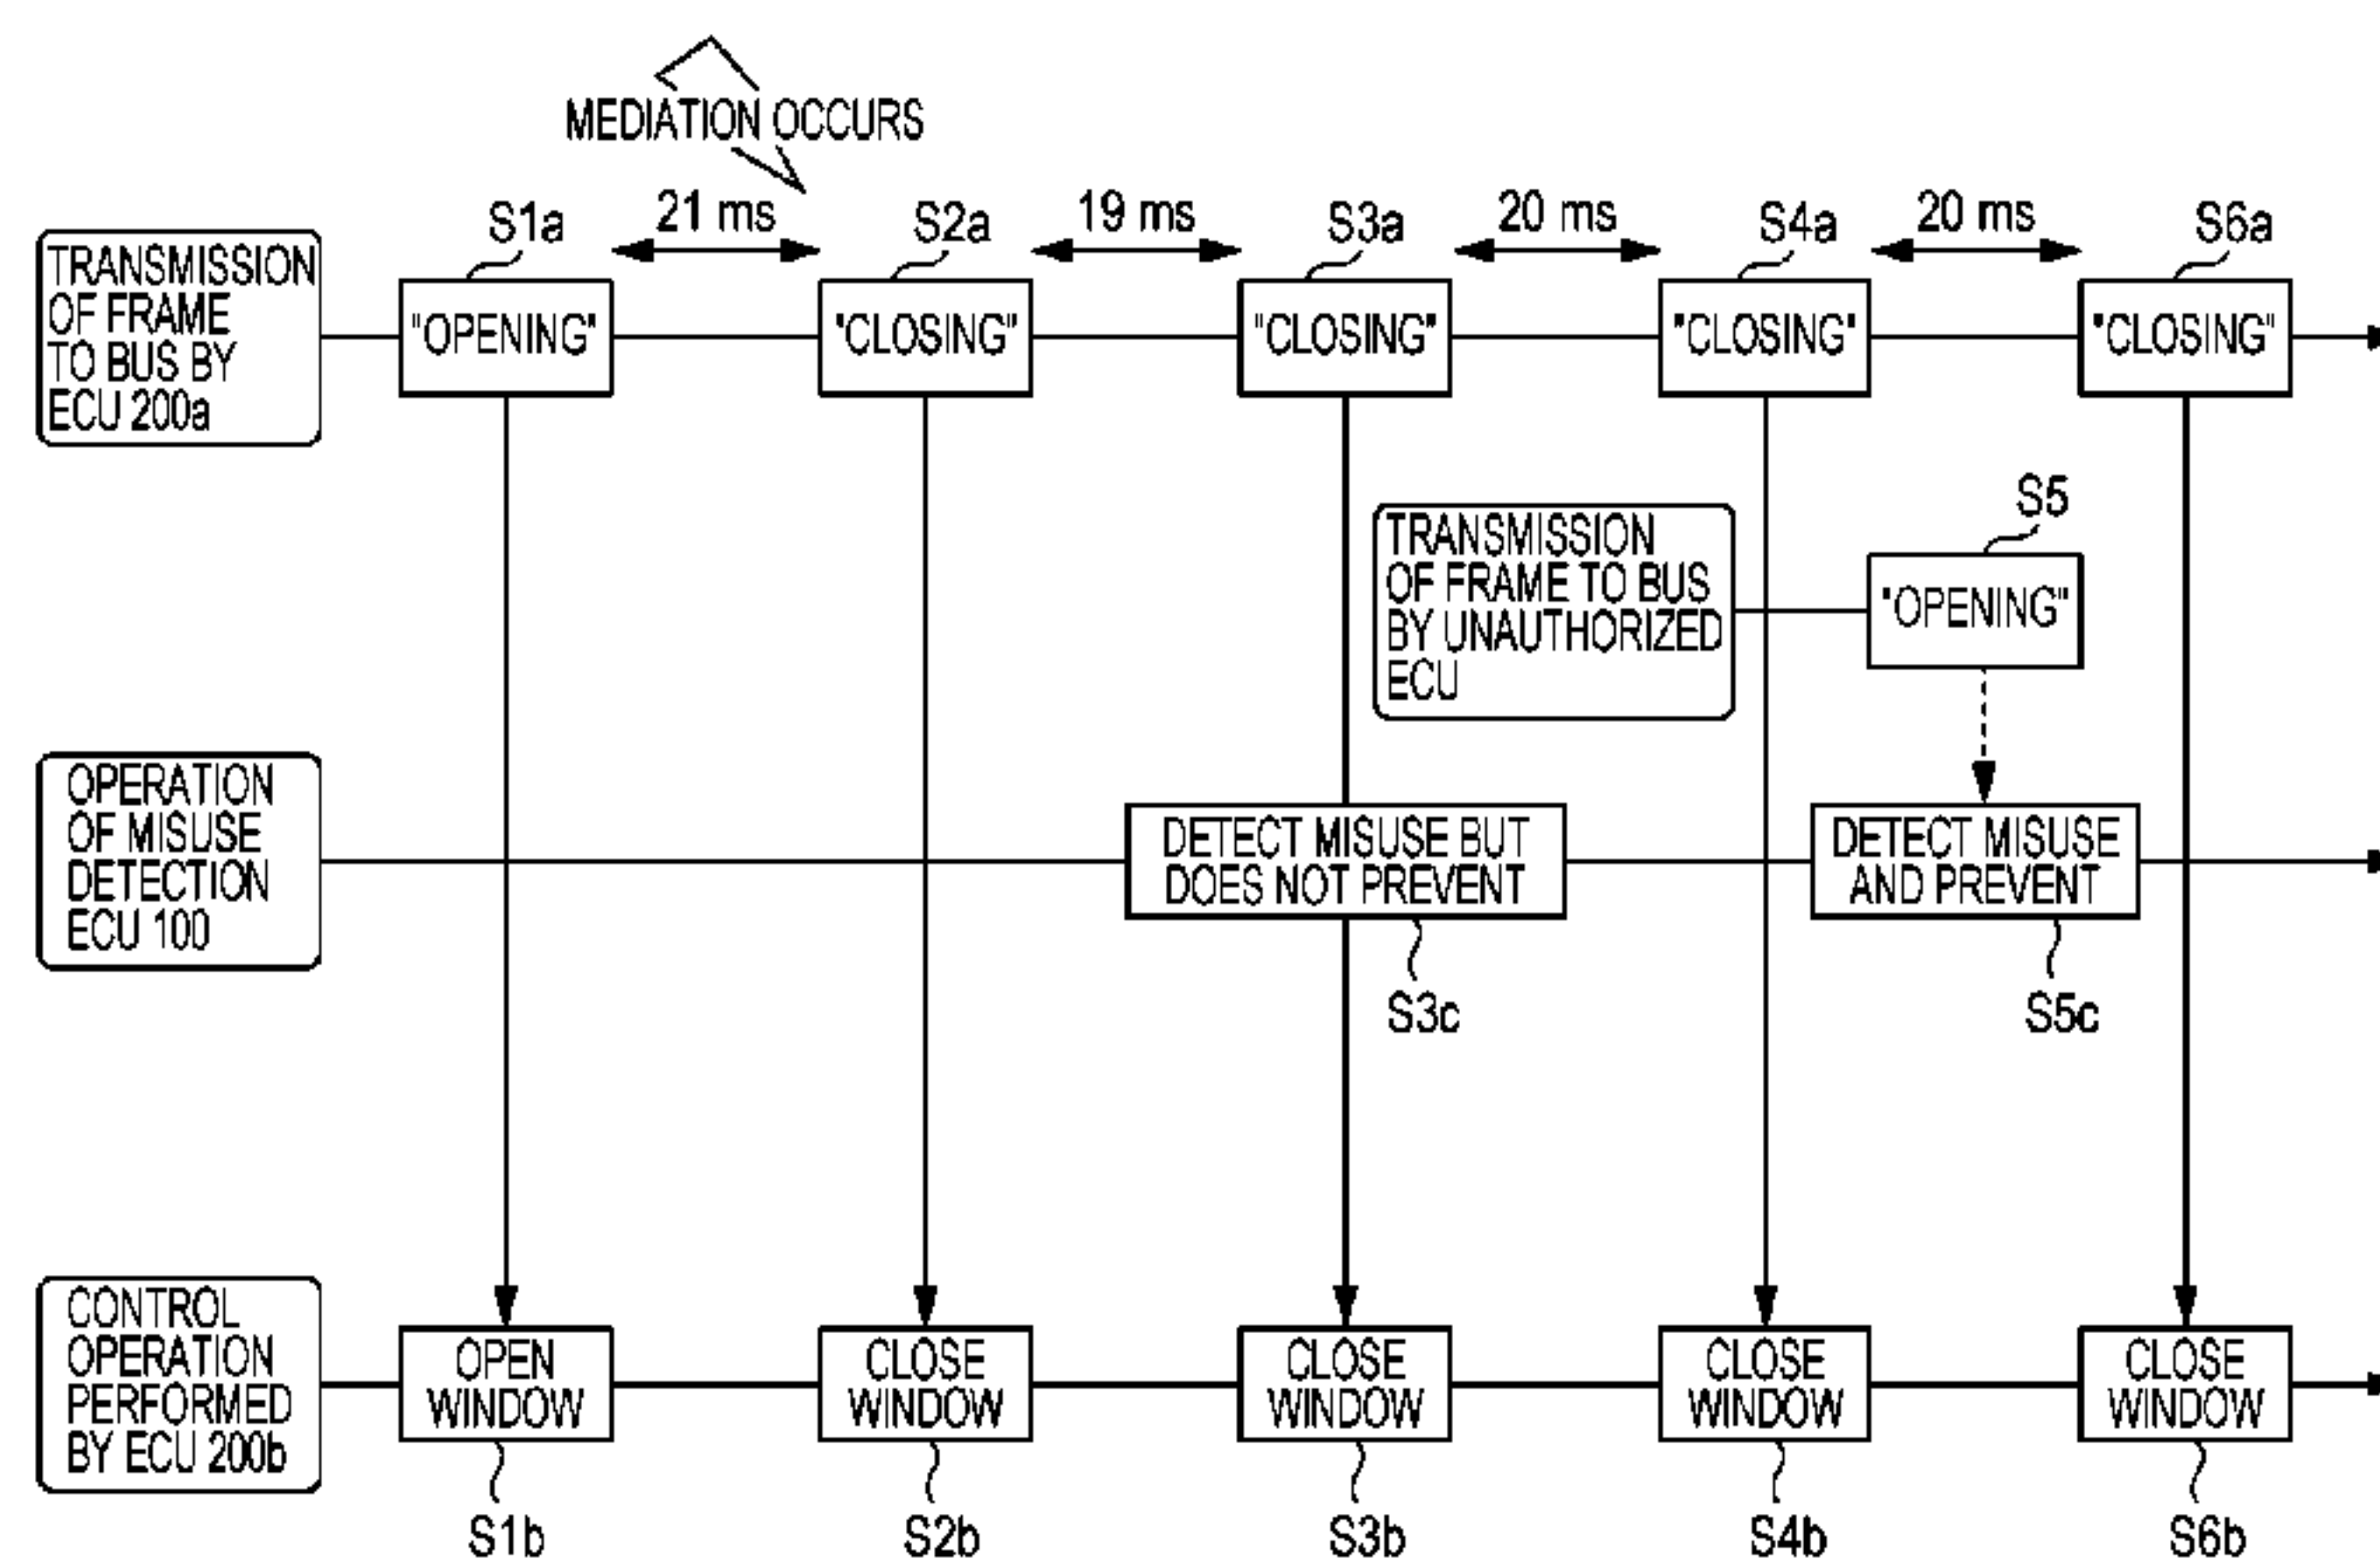 MEDIATION OCCURS
S1a
21 ms
S2a
19 ms
S3a
20 ms
S4a
20 ms
S6a
TRANSMISSION
OF FRAME
TO BUS BY
ECU 200a
"OPENING"
"CLOSING"
"CLOSING"
"CLOSING"
"CLOSING"
S5
TRANSMISSION
OF FRAME TO BUS
BY UNAUTHORIZED
ECU
"OPENING"
OPERATION
OF MISUSE
DETECTION
ECU 100
DETECT MISUSE BUT
DOES NOT PREVENT
DETECT MISUSE
AND PREVENT
S3c
S5c
CONTROL
OPERATION
PERFORMED
BY ECU 200b
OPEN
WINDOW
CLOSE
WINDOW
CLOSE
WINDOW
CLOSE
WINDOW
CLOSE
WINDOW
S1b
S2b
S3b
S4b
S6b